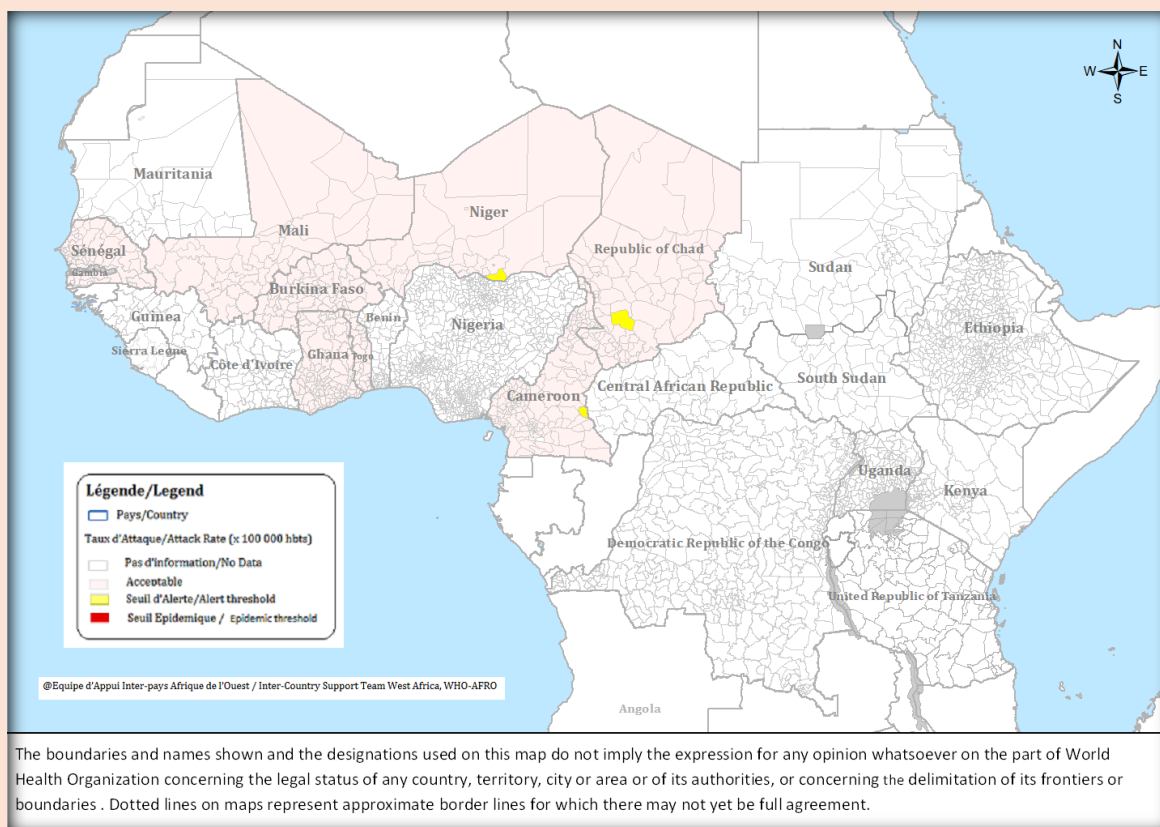 N
W E
S
Mauritania
Mali
Niger
Republic of Chad
Sudan
Sénégal
Gambia
Burkina Faso
Guinea
Benin
Nigeria
Ethiopia
Sierra Leone
Côte d'Ivoire
Ghana
Togo
Cameroon
Central African Republic
South Sudan
Uganda
Kenya
Democratic Republic of the Congo
United Republic of Tanzania
Angola
Légende/Legend
Pays/Country
Taux d'Attaque/Attack Rate (x 100 000 hbts)
Pas d'information/No Data
Acceptable
Seuil d'Alerte/Alert threshold
Seuil Epidemique / Epidemic threshold
@Equipe d'Appui Inter-pays Afrique de l'Ouest / Inter-Country Support Team West Africa, WHO-AFRO
The boundaries and names shown and the designations used on this map do not imply the expression for any opinion whatsoever on the part of World
Health Organization concerning the legal status of any country, territory, city or area or of its authorities, or concerning the delimitation of its frontiers or
boundaries . Dotted lines on maps represent approximate border lines for which there may not yet be full agreement.